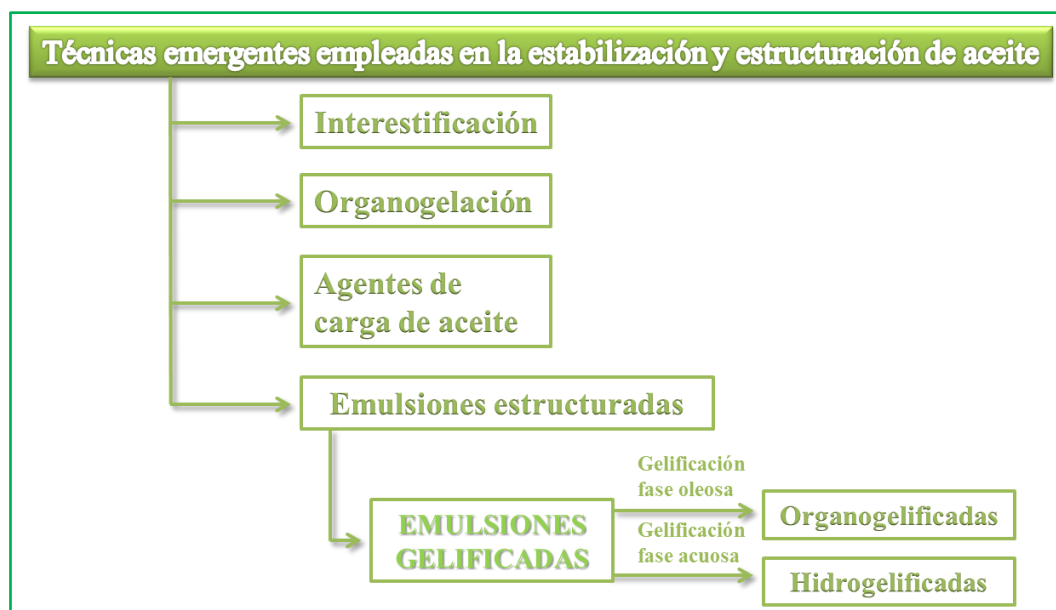 Técnicas emergentes empleadas en la estabilización y estructuración de aceite
Interestificación
Organogelación
Agentes de
carga de aceite
Emulsiones estructuradas
EMULSIONES
GELIFICADAS
Gelificación
fase oleosa
Organogelificadas
Gelificación
fase acuosa
Hidrogelificadas